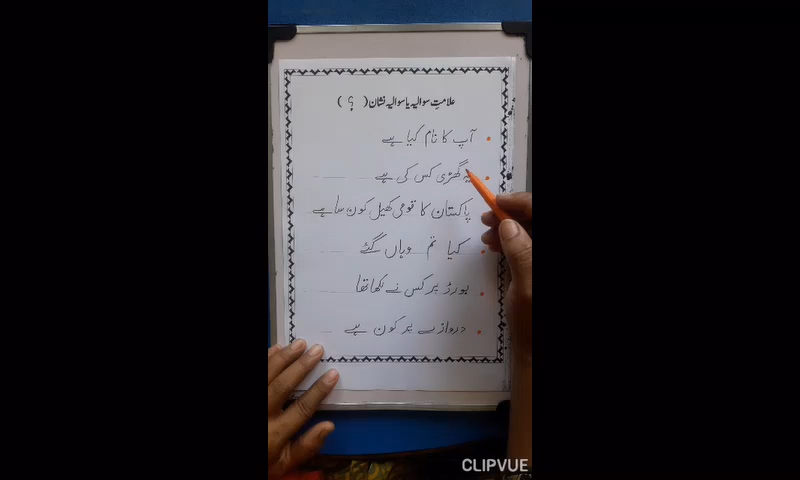 علامتِ سوالیہ یا سوالیہ نشان ( ؟ )
آپ کا نام کیا ہے
یہ گھڑی کس کی ہے
پاکستان کا قومی کھیل کون سا ہے
کیا تم وہاں گئے
بورڈ پر کس نے لکھا تھا
دروازے پر کون ہے
CLIPVUE